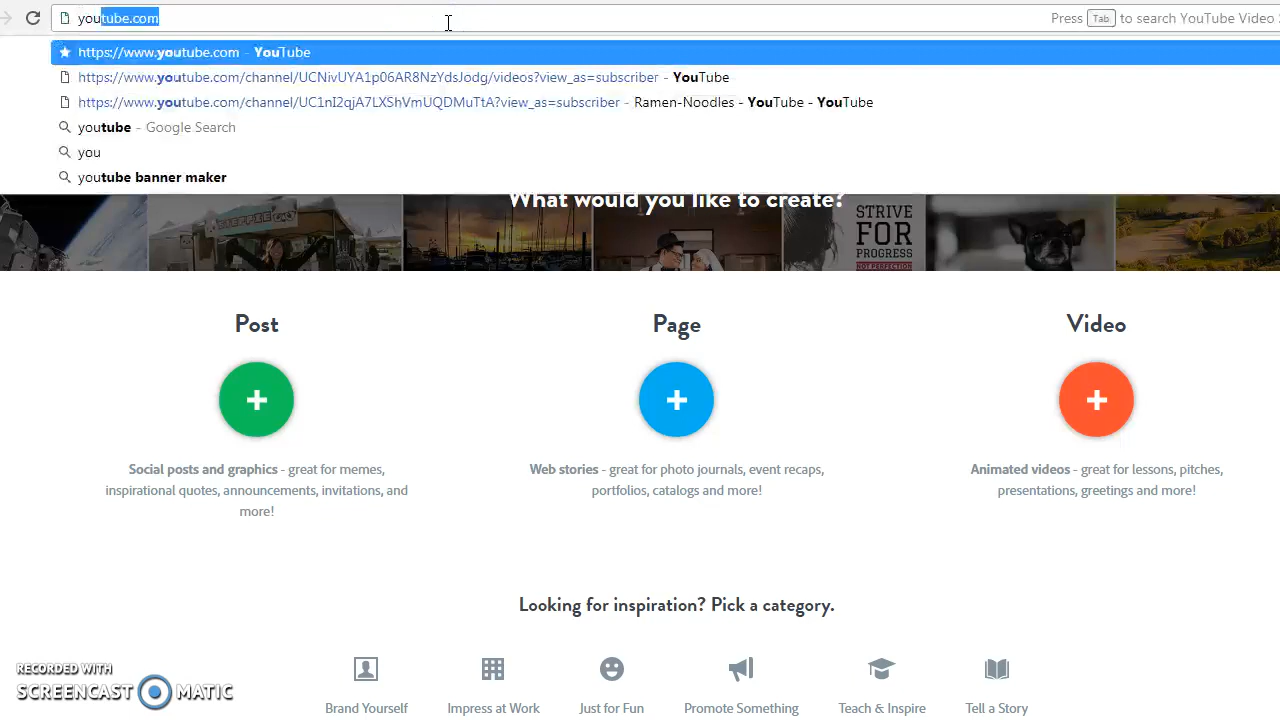 youtube.com
Press Tab to search YouTube Video S
https://www.youtube.com - YouTube
https://www.youtube.com/channel/UCNivUYA1p06AR8NzYdsJodg/videos?view_as=subscriber - YouTube
https://www.youtube.com/channel/UC1nI2qjA7LXShVmUQDMuTtA?view_as=subscriber - Ramen-Noodles - YouTube - YouTube
youtube - Google Search
you
youtube banner maker
What would you like to create?
STEFFIE
STRIVE
FOR
PROGRESS
NOT PERFECTION
Post
Page
Video
+
+
+
Social posts and graphics - great for memes,
inspirational quotes, announcements, invitations, and
more!
Web stories - great for photo journals, event recaps,
portfolios, catalogs and more!
Animated videos - great for lessons, pitches,
presentations, greetings and more!
Looking for inspiration? Pick a category.
Brand Yourself
Impress at Work
Just for Fun
Promote Something
Teach & Inspire
Tell a Story
RECORDED WITH
SCREENCAST MATIC